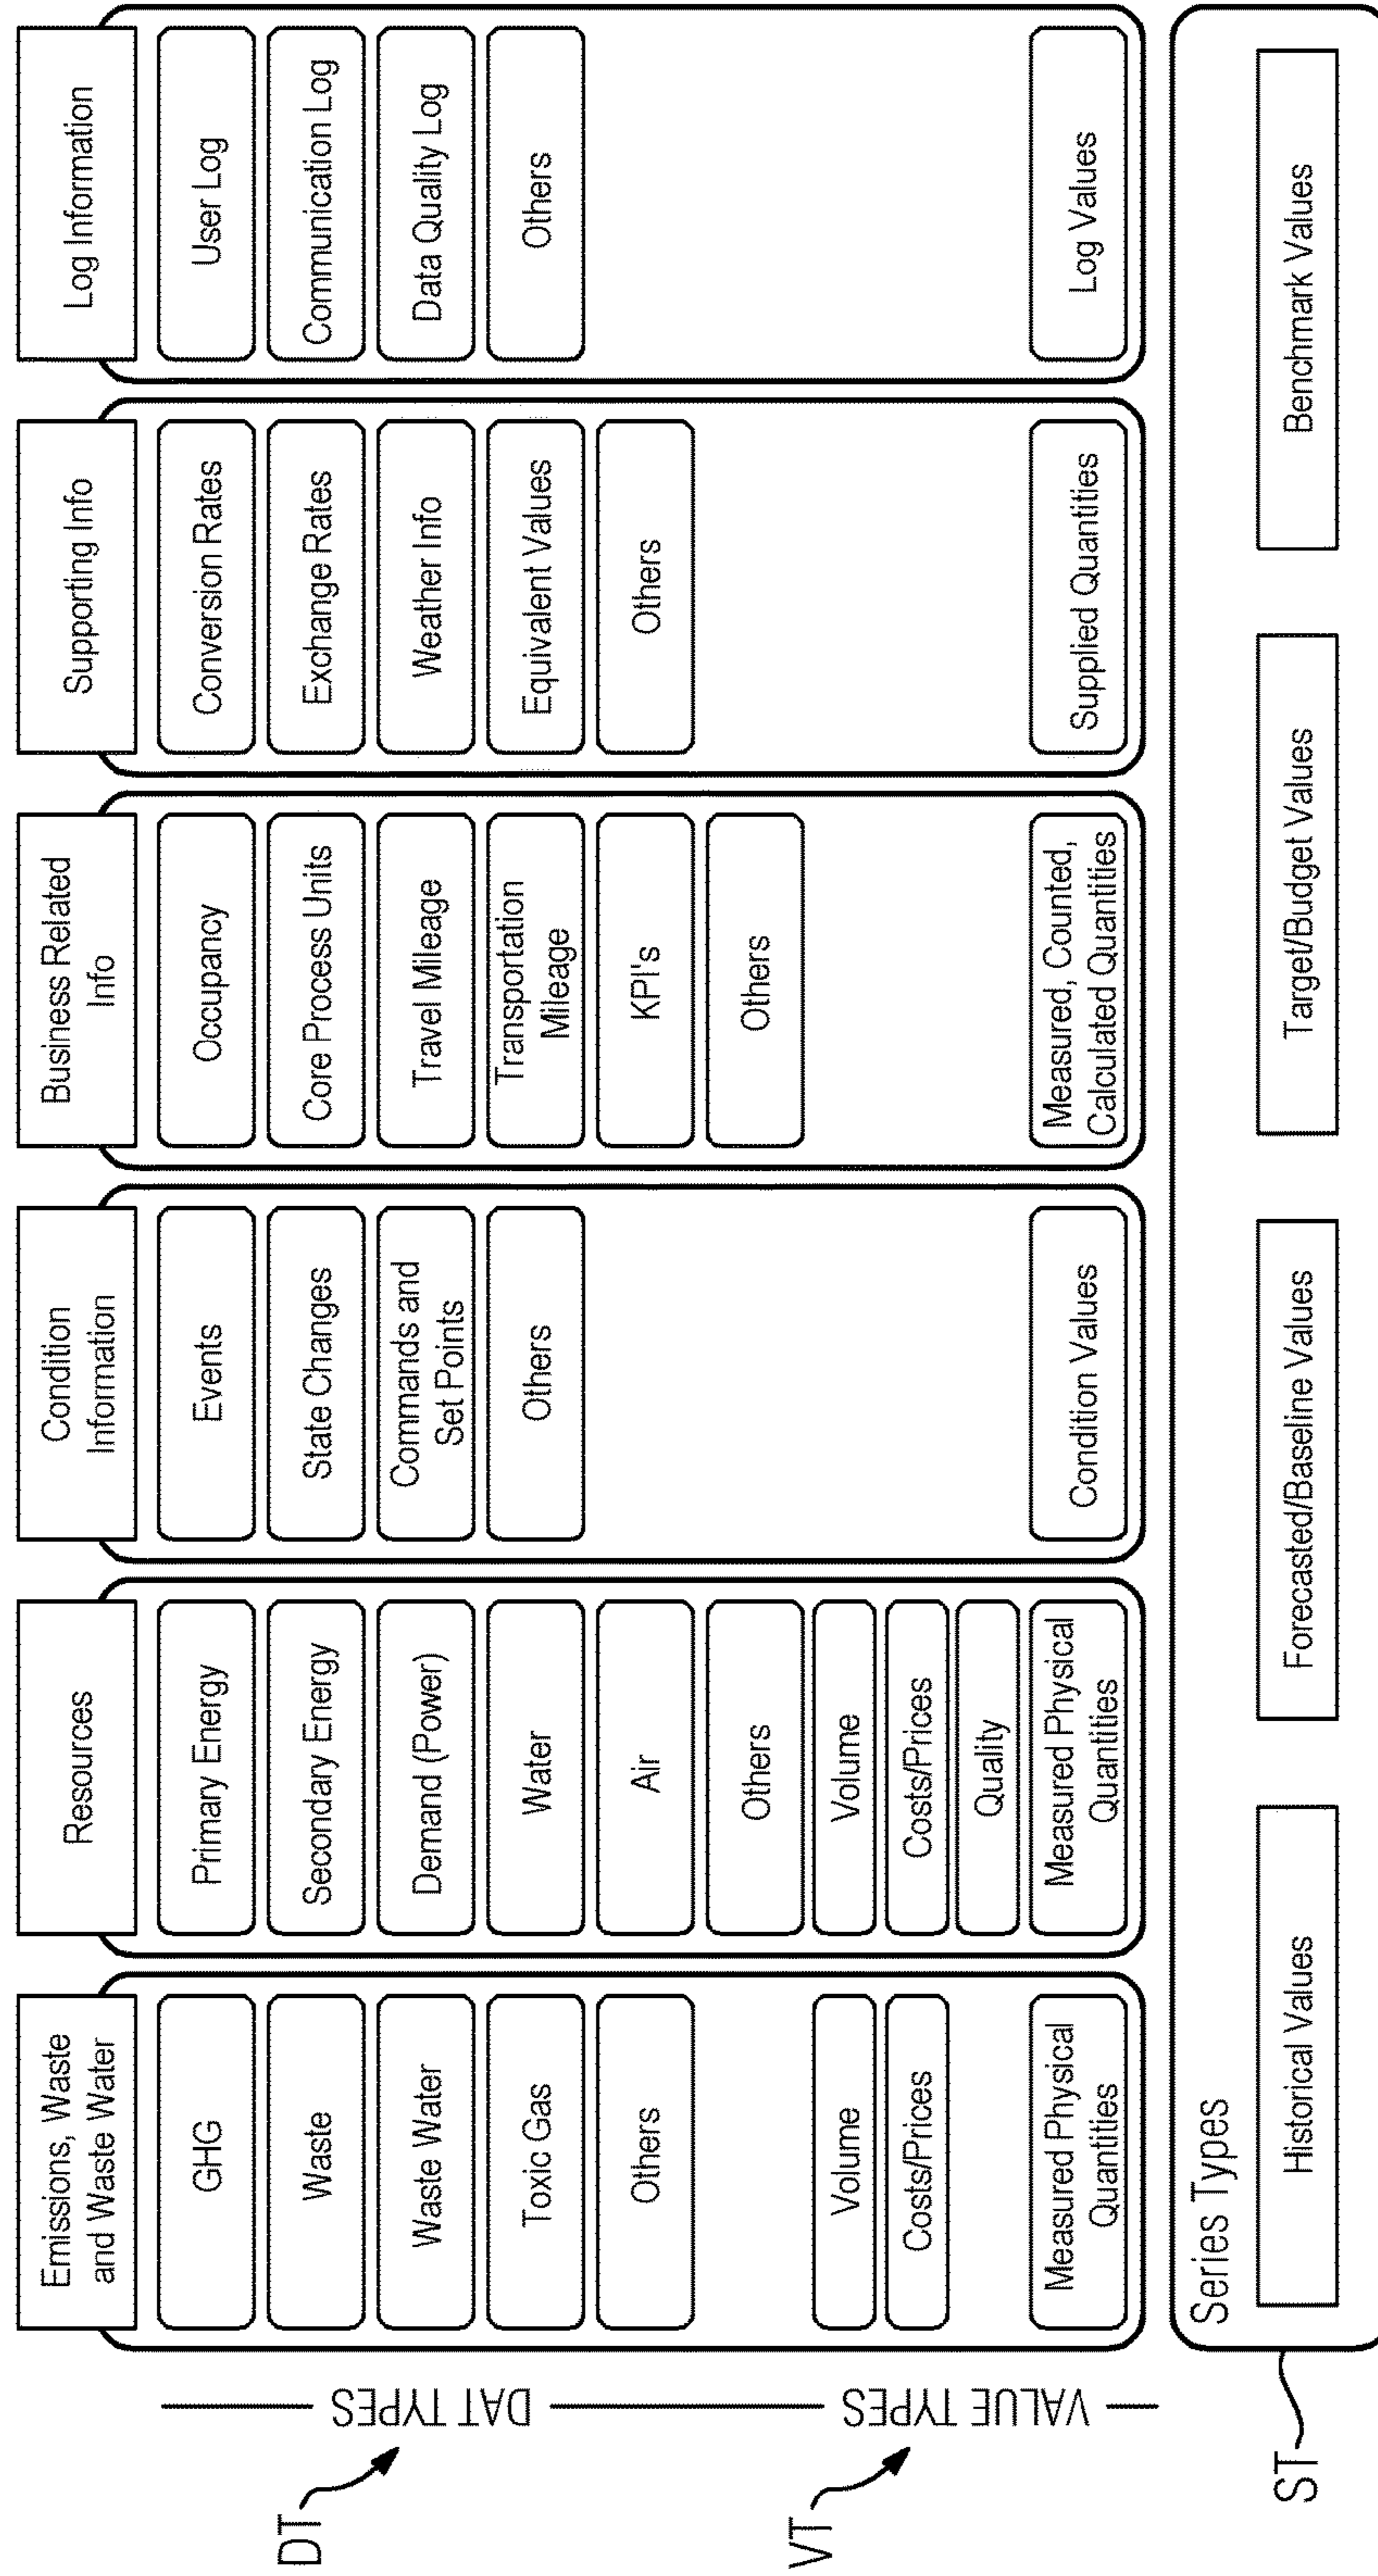 Emissions, Waste
and Waste Water
GHG
Waste
Waste Water
Toxic Gas
Others
Volume
Costs/Prices
Measured Physical
Quantities
Resources
Primary Energy
Secondary Energy
Demand (Power)
Water
Air
Others
Volume
Costs/Prices
Quality
Measured Physical
Quantities
Condition
Information
Events
State Changes
Commands and
Set Points
Others
Condition Values
Business Related
Info
Occupancy
Core Process Units
Travel Mileage
Transportation
Mileage
KPI's
Others
Measured, Counted,
Calculated Quantities
Supporting Info
Conversion Rates
Exchange Rates
Weather Info
Equivalent Values
Others
Supplied Quantities
Log Information
User Log
Communication Log
Data Quality Log
Others
Log Values
DT
DAT TYPES
VT
VALUE TYPES
ST
Series Types
Historical Values
Forecasted/Baseline Values
Target/Budget Values
Benchmark Values